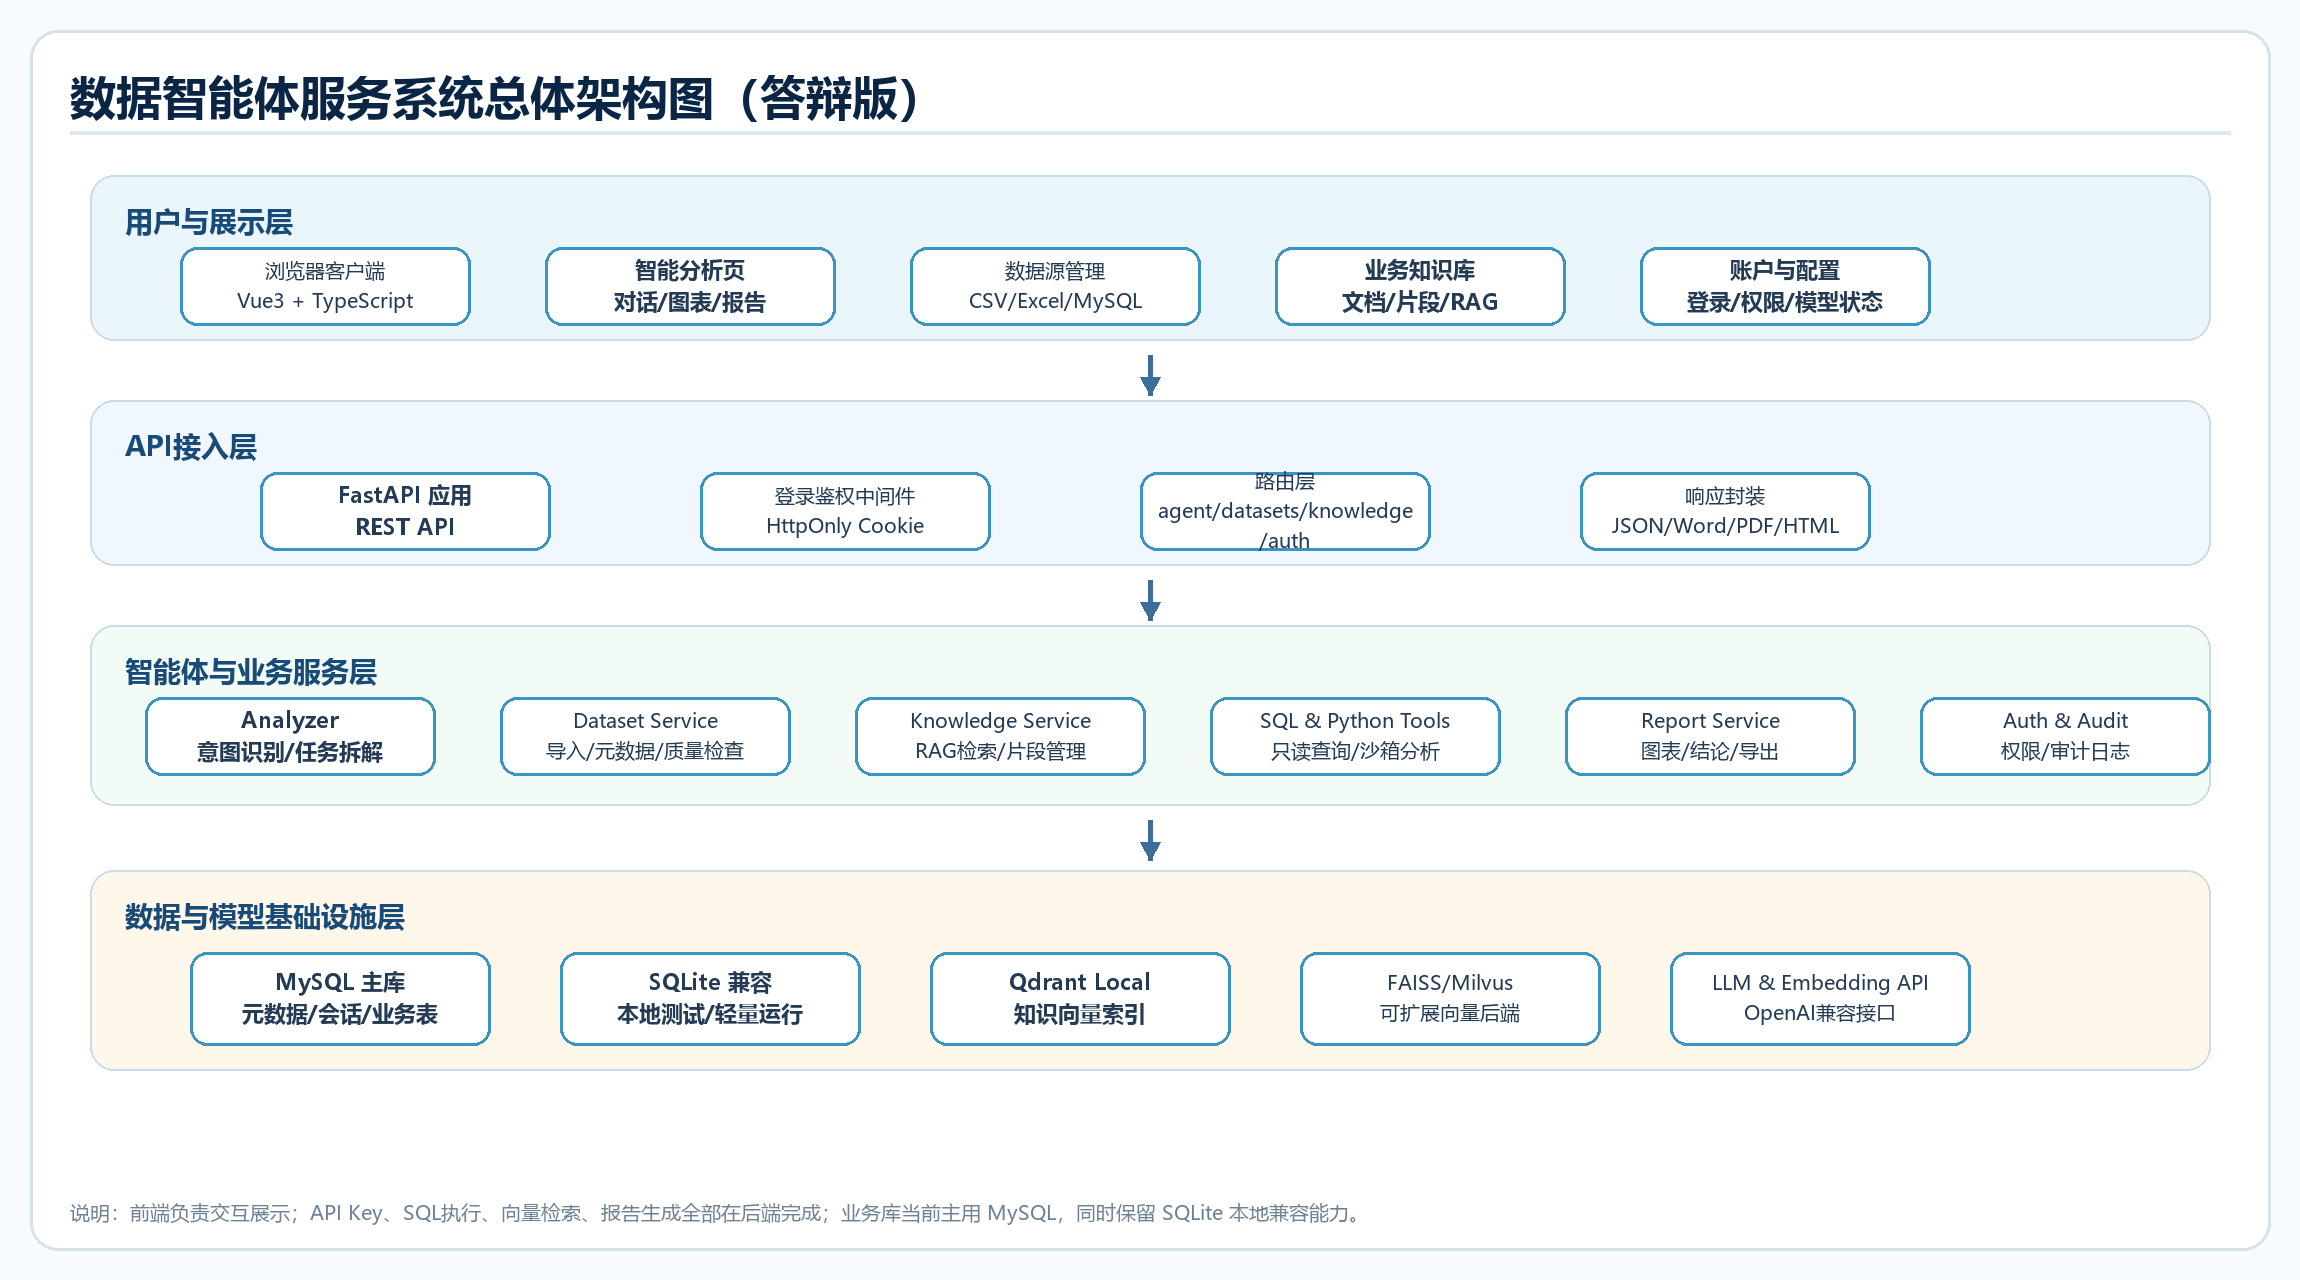 数据智能体服务系统总体架构图（答辩版）
用户与展示层
浏览器客户端
Vue3 + TypeScript
智能分析页
对话/图表/报告
数据源管理
CSV/Excel/MySQL
业务知识库
文档/片段/RAG
账户与配置
登录/权限/模型状态
API接入层
FastAPI 应用
REST API
登录鉴权中间件
HttpOnly Cookie
路由层
agent/datasets/knowledge
/auth
响应封装
JSON/Word/PDF/HTML
智能体与业务服务层
Analyzer
意图识别/任务拆解
Dataset Service
导入/元数据/质量检查
Knowledge Service
RAG检索/片段管理
SQL & Python Tools
只读查询/沙箱分析
Report Service
图表/结论/导出
Auth & Audit
权限/审计日志
数据与模型基础设施层
MySQL 主库
元数据/会话/业务表
SQLite 兼容
本地测试/轻量运行
Qdrant Local
知识向量索引
FAISS/Milvus
可扩展向量后端
LLM & Embedding API
OpenAI兼容接口
说明：前端负责交互展示；API Key、SQL执行、向量检索、报告生成全部在后端完成；业务库当前主用 MySQL，同时保留 SQLite 本地兼容能力。